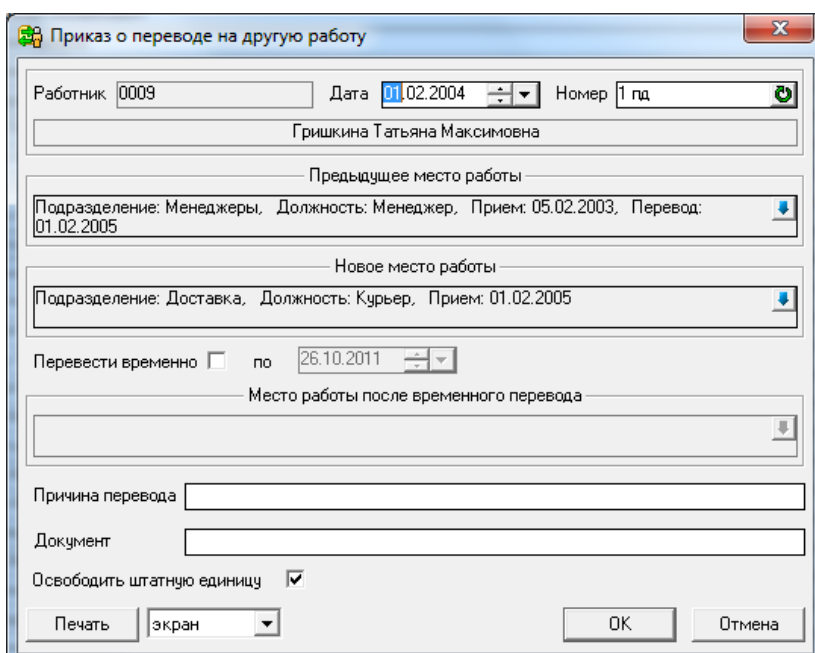 Приказ о переводе на другую работу
Работник 0009 Дата 01.02.2004 Номер 1 пд
Гришкина Татьяна Максимовна
Предыдущее место работы
Подразделение: Менеджеры, Должность: Менеджер, Прием: 05.02.2003, Перевод:
01.02.2005
Новое место работы
Подразделение: Доставка, Должность: Курьер, Прием: 01.02.2005
Перевести временно по 26.10.2011
Место работы после временного перевода
Причина перевода
Документ
Освободить штатную единицу
Печать экран OK Отмена